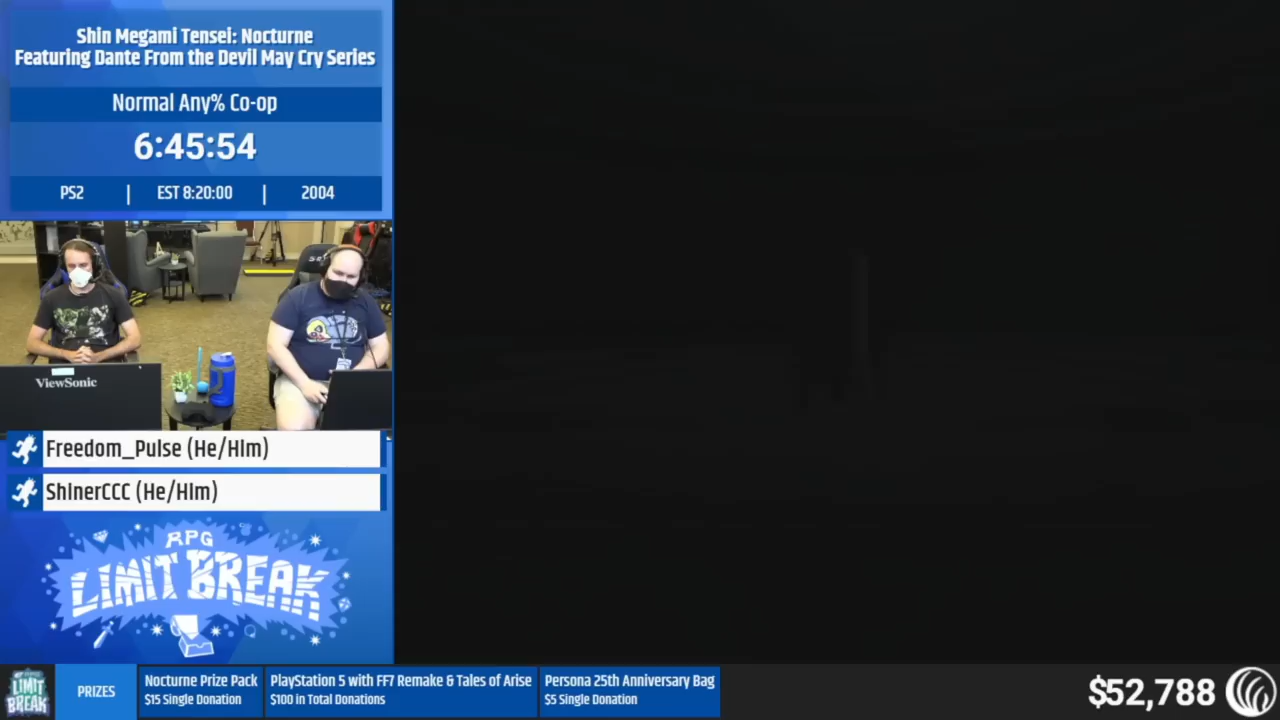 Shin Megami Tensei: Nocturne
Featuring Dante From the Devil May Cry Series
Normal Any% Co-op
6:45:54
PS2 | EST 8:20:00 | 2004
ViewSonic
Freedom_Pulse (He/HIm)
ShInerCCC (He/HIm)
RPG
LIMIT BREAK
LIMIT
BREAK
PRIZES
Nocturne Prize Pack
$15 Single Donation
PlayStation 5 with FF7 Remake & Tales of Arise
$100 in Total Donations
Persona 25th Anniversary Bag
$5 Single Donation
$52,788